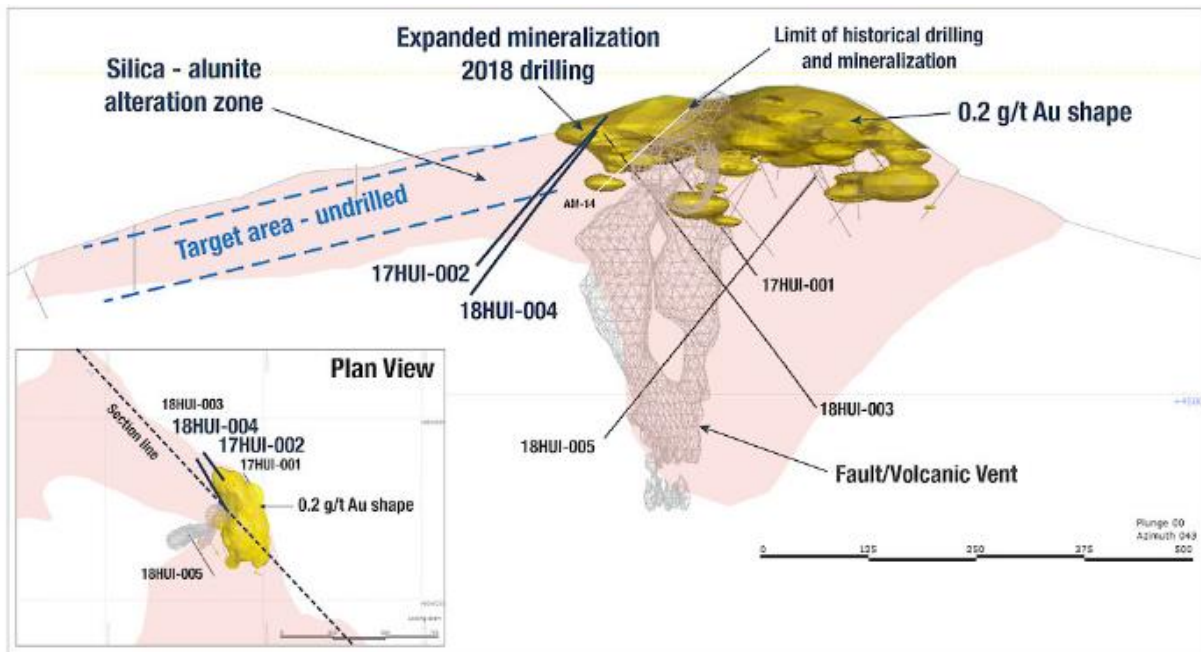 Expanded mineralization
2018 drilling
Limit of historical drilling
and mineralization
Silica - alunite
alteration zone
0.2 g/t Au shape
Target area - undrilled
17HUI-002
18HUI-004
17HUI-001
18HUI-003
18HUI-005
Fault/Volcanic Vent
Plunge 00
Azimuth 043
0 125 250 375 500
Plan View
Section line
18HUI-003
18HUI-004
17HUI-002
17HUI-001
0.2 g/t Au shape
18HUI-005